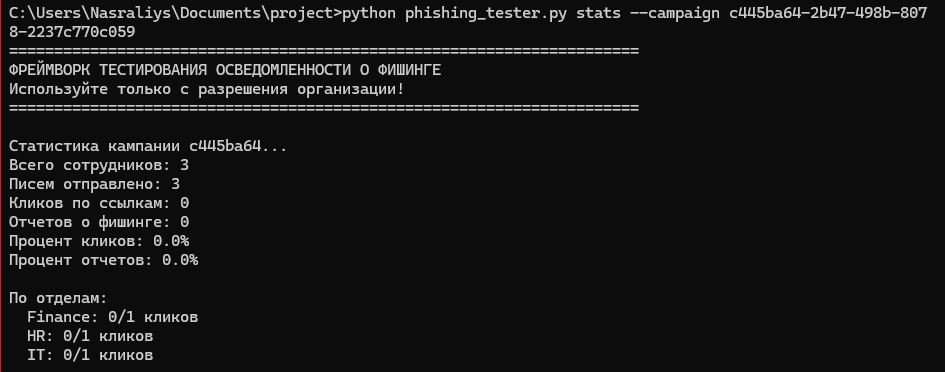 C:\Users\Nasraliys\Documents\project>python phishing_tester.py stats --campaign c445ba64-2b47-498b-807
8-2237c770c059
======================================================================
ФРЕЙМВОРК ТЕСТИРОВАНИЯ ОСВЕДОМЛЕННОСТИ О ФИШИНГЕ
Используйте только с разрешения организации!
======================================================================
Статистика кампании c445ba64...
Всего сотрудников: 3
Писем отправлено: 3
Кликов по ссылкам: 0
Отчетов о фишинге: 0
Процент кликов: 0.0%
Процент отчетов: 0.0%
По отделам:
Finance: 0/1 кликов
HR: 0/1 кликов
IT: 0/1 кликов